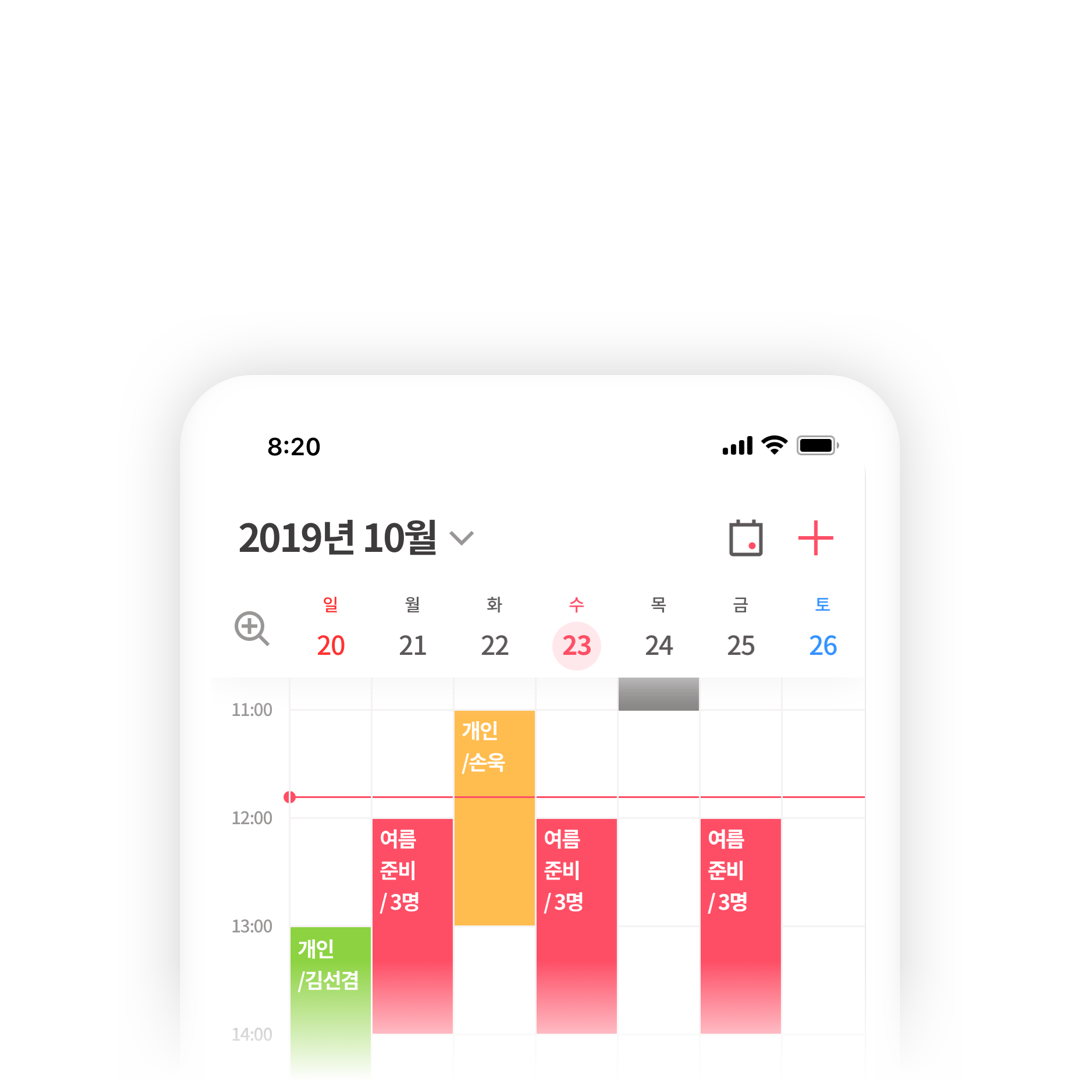 8:20
2019년 10월
일 월 화 수 목 금 토
20 21 22 23 24 25 26
11:00
개인
/손욱
12:00
여름
준비
/ 3명
여름
준비
/ 3명
여름
준비
/ 3명
13:00
개인
/김선겸
14:00